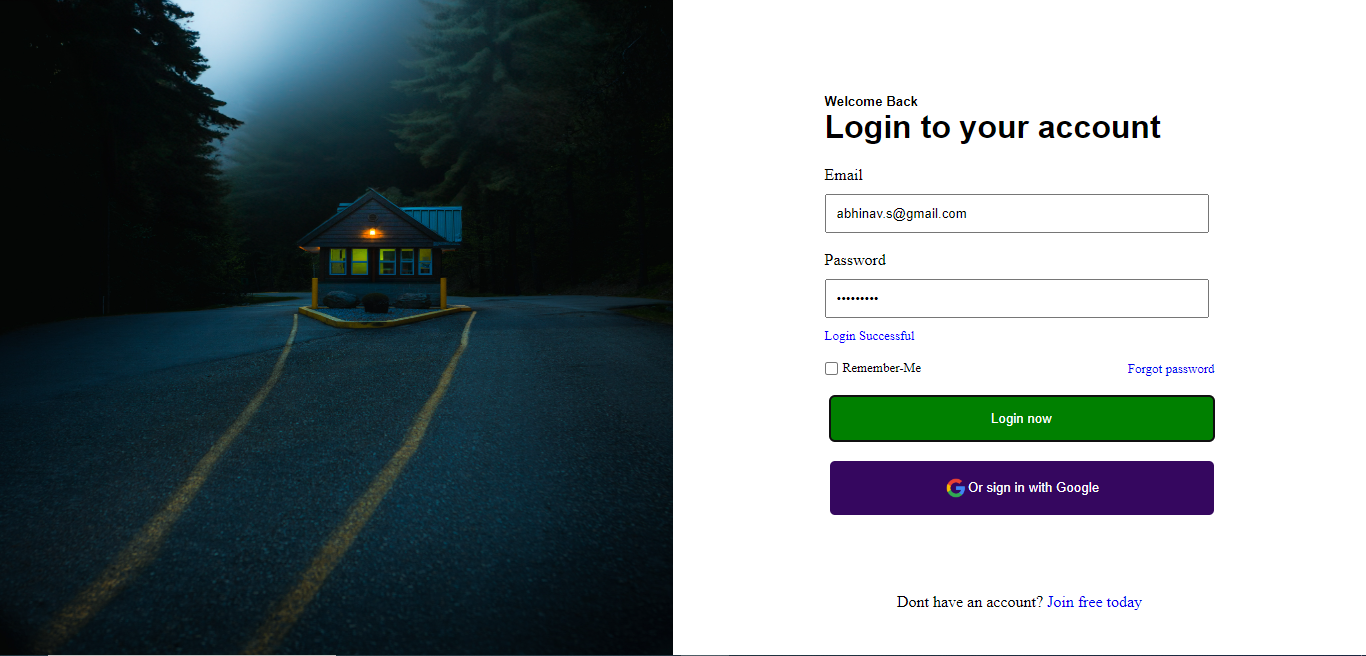 Welcome Back
Login to your account
Email
abhinav.s@gmail.com
Password
•••••••••
Login Successful
Remember-Me Forgot password
Login now
Or sign in with Google
Dont have an account? Join free today